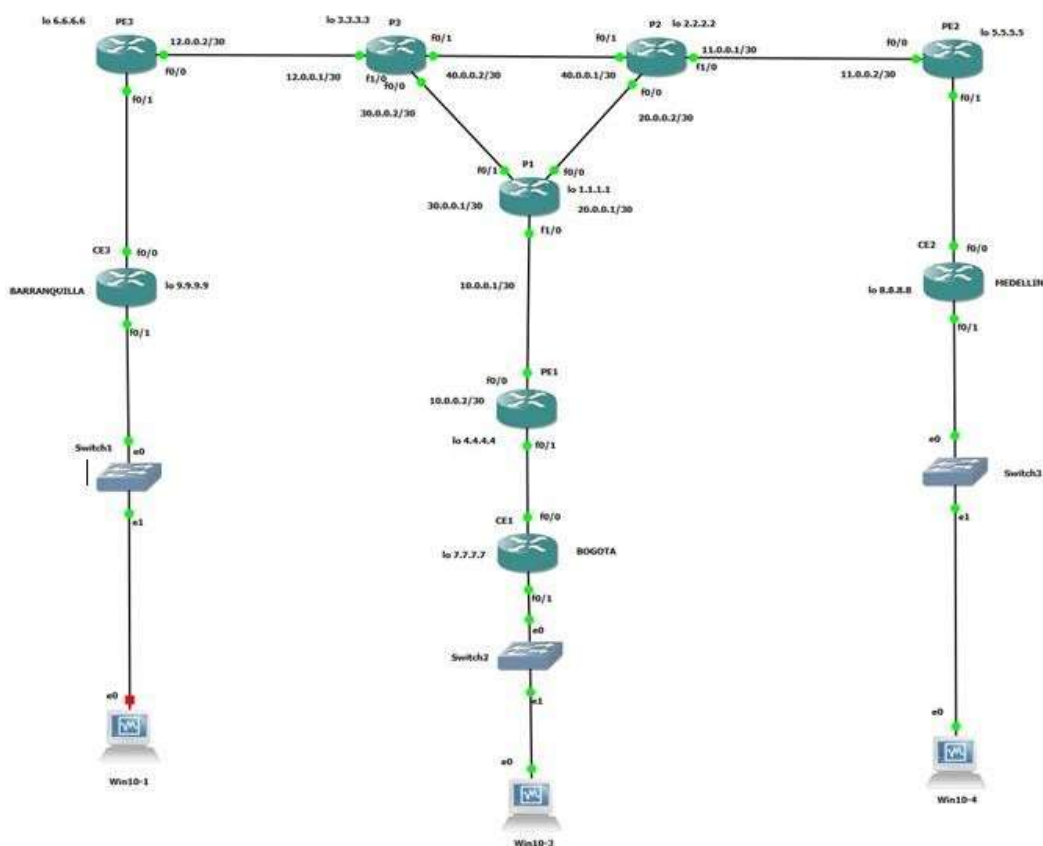 lo 6.6.6.6
PE3
12.0.0.2/30
f0/0
f0/1
lo 3.3.3.3
P3
f0/1
12.0.0.1/30
f1/0
f0/0
40.0.0.2/30
30.0.0.2/30
P2
lo 2.2.2.2
f0/1
11.0.0.1/30
f1/0
40.0.0.1/30
f0/0
20.0.0.2/30
PE2
lo 5.5.5.5
f0/0
11.0.0.2/30
f0/1
P1
f0/1
f0/0
lo 1.1.1.1
30.0.0.1/30
20.0.0.1/30
f1/0
10.0.0.1/30
CE3
f0/0
BARRANQUILLA
lo 9.9.9.9
f0/1
CE2
f0/0
lo 8.8.8.8
MEDELLIN
f0/1
PE1
f0/0
10.0.0.2/30
lo 4.4.4.4
f0/1
Switch1
e0
e1
e0
Switch3
e1
CE1
f0/0
lo 7.7.7.7
BOGOTA
f0/1
e0
Switch2
e1
e0
Win10-1
e0
Win10-3
e0
Win10-4